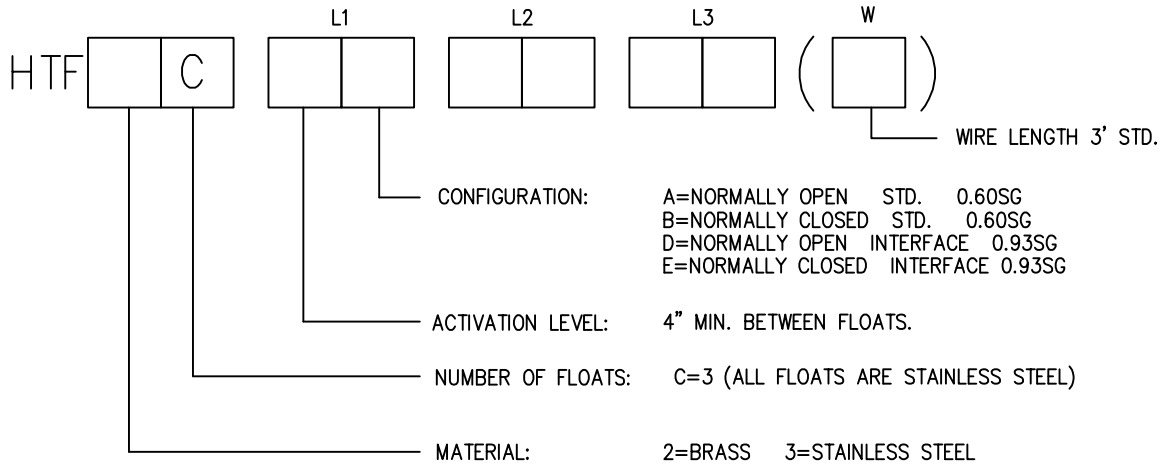 L1 L2 L3 W
HTF C ( )
WIRE LENGTH 3' STD.
CONFIGURATION: A=NORMALLY OPEN STD. 0.60SG
B=NORMALLY CLOSED STD. 0.60SG
D=NORMALLY OPEN INTERFACE 0.93SG
E=NORMALLY CLOSED INTERFACE 0.93SG
ACTIVATION LEVEL: 4" MIN. BETWEEN FLOATS.
NUMBER OF FLOATS: C=3 (ALL FLOATS ARE STAINLESS STEEL)
MATERIAL: 2=BRASS 3=STAINLESS STEEL